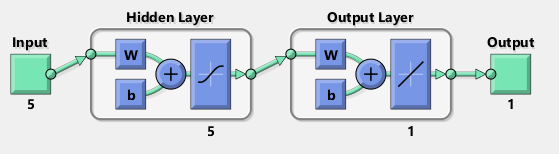 Hidden Layer
Output Layer
Input
Output
W
b
+
W
b
+
5
5
1
1